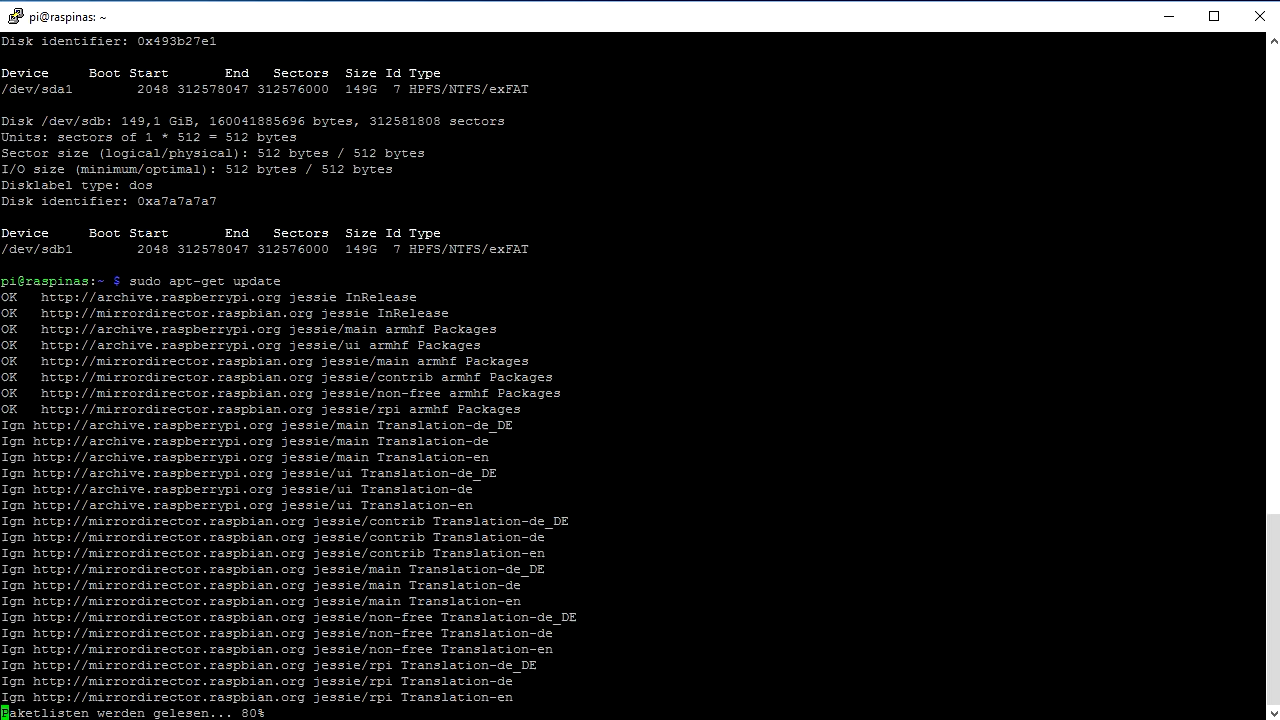 pi@raspinas: ~
Disk identifier: 0x493b27e1
Device     Boot Start       End   Sectors  Size Id Type
/dev/sda1        2048 312578047 312576000  149G  7 HPFS/NTFS/exFAT
Disk /dev/sdb: 149,1 GiB, 160041885696 bytes, 312581808 sectors
Units: sectors of 1 * 512 = 512 bytes
Sector size (logical/physical): 512 bytes / 512 bytes
I/O size (minimum/optimal): 512 bytes / 512 bytes
Disklabel type: dos
Disk identifier: 0xa7a7a7a7
Device     Boot Start       End   Sectors  Size Id Type
/dev/sdb1        2048 312578047 312576000  149G  7 HPFS/NTFS/exFAT
pi@raspinas:~ $ sudo apt-get update
OK   http://archive.raspberrypi.org jessie InRelease
OK   http://mirrordirector.raspbian.org jessie InRelease
OK   http://archive.raspberrypi.org jessie/main armhf Packages
OK   http://archive.raspberrypi.org jessie/ui armhf Packages
OK   http://mirrordirector.raspbian.org jessie/main armhf Packages
OK   http://mirrordirector.raspbian.org jessie/contrib armhf Packages
OK   http://mirrordirector.raspbian.org jessie/non-free armhf Packages
OK   http://mirrordirector.raspbian.org jessie/rpi armhf Packages
Ign http://archive.raspberrypi.org jessie/main Translation-de_DE
Ign http://archive.raspberrypi.org jessie/main Translation-de
Ign http://archive.raspberrypi.org jessie/main Translation-en
Ign http://archive.raspberrypi.org jessie/ui Translation-de_DE
Ign http://archive.raspberrypi.org jessie/ui Translation-de
Ign http://archive.raspberrypi.org jessie/ui Translation-en
Ign http://mirrordirector.raspbian.org jessie/contrib Translation-de_DE
Ign http://mirrordirector.raspbian.org jessie/contrib Translation-de
Ign http://mirrordirector.raspbian.org jessie/contrib Translation-en
Ign http://mirrordirector.raspbian.org jessie/main Translation-de_DE
Ign http://mirrordirector.raspbian.org jessie/main Translation-de
Ign http://mirrordirector.raspbian.org jessie/main Translation-en
Ign http://mirrordirector.raspbian.org jessie/non-free Translation-de_DE
Ign http://mirrordirector.raspbian.org jessie/non-free Translation-de
Ign http://mirrordirector.raspbian.org jessie/non-free Translation-en
Ign http://mirrordirector.raspbian.org jessie/rpi Translation-de_DE
Ign http://mirrordirector.raspbian.org jessie/rpi Translation-de
Ign http://mirrordirector.raspbian.org jessie/rpi Translation-en
Paketlisten werden gelesen... 80%